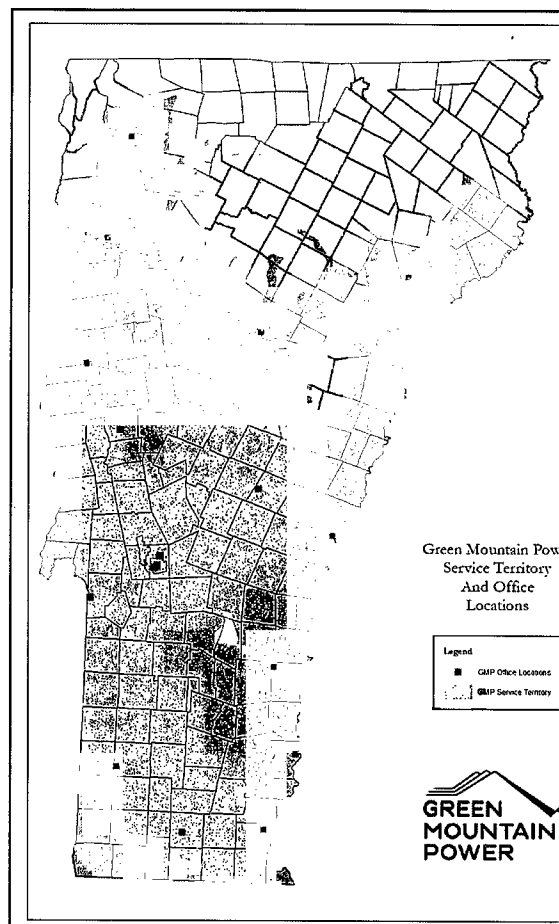 Green Mountain Pow
Service Territory
And Office
Locations
Legend
GMP Office Locations
GMP Service Territory
GREEN
MOUNTAIN
POWER